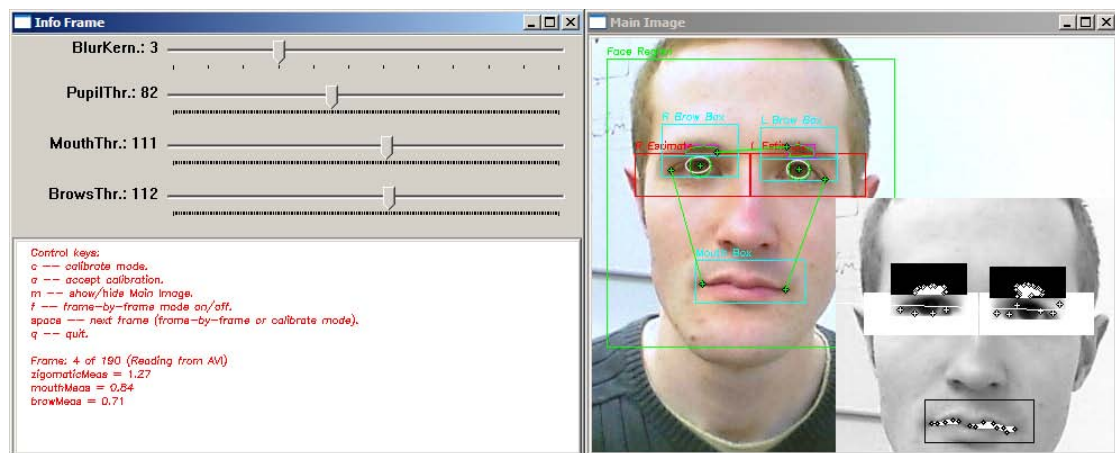 Info Frame
BlurKern.: 3
PupilThr.: 82
MouthThr.: 111
BrowsThr.: 112
Control keys:
c -- calibrate mode.
a -- accept calibration.
m -- show/hide Main Image.
f -- frame-by-frame mode on/off.
space -- next frame (frame-by-frame or calibrate mode).
q -- quit.
Frame: 4 of 190 (Reading from AVI)
zigomaticMeas = 1.27
mouthMeas = 0.84
browMeas = 0.71
Main Image
Face Region
R Brow Box
L Brow Box
R Estimate
L Estimate
Mouth Box